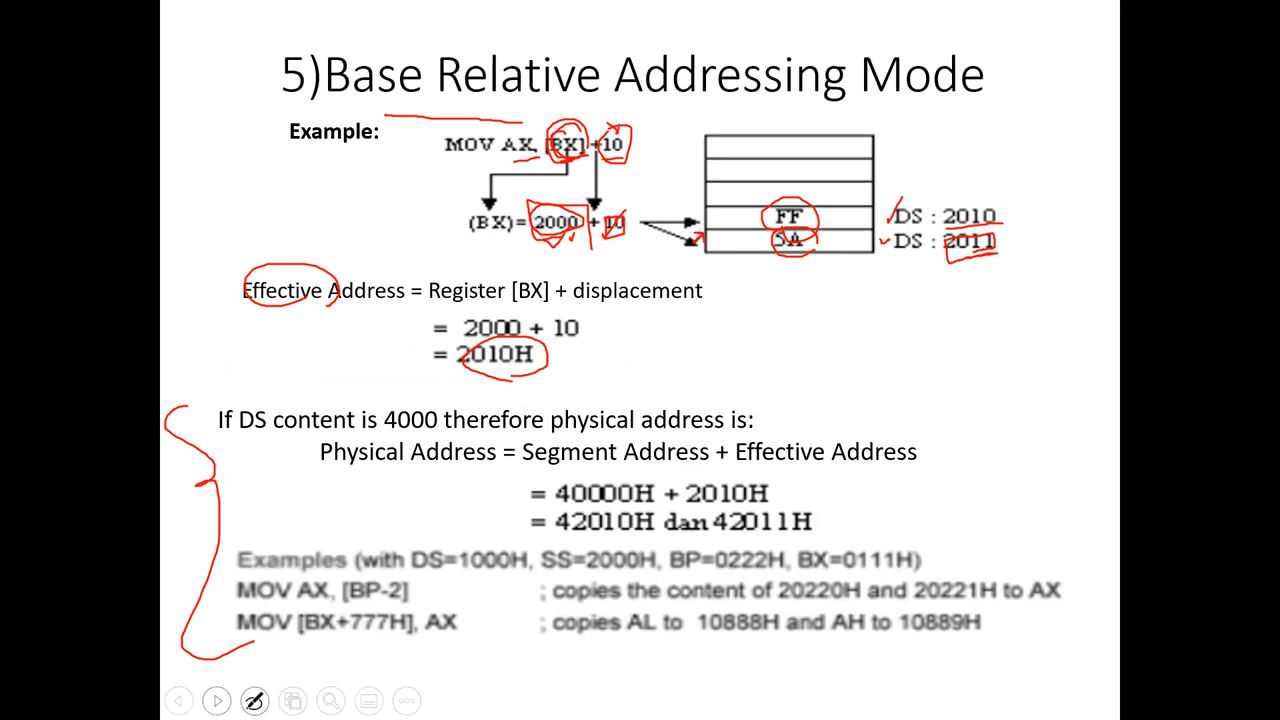 5)Base Relative Addressing Mode
Example:
MOV AX, [BX] +10
(BX)= 2000 + 10
FF DS : 2010
5A DS : 2011
Effective Address = Register [BX] + displacement
= 2000 + 10
= 2010H
If DS content is 4000 therefore physical address is:
Physical Address = Segment Address + Effective Address
= 40000H + 2010H
= 42010H dan 42011H
Examples (with DS=1000H, SS=2000H, BP=0222H, BX=0111H)
MOV AX, [BP-2] ; copies the content of 20220H and 20221H to AX
MOV [BX+777H], AX ; copies AL to 10888H and AH to 10889H